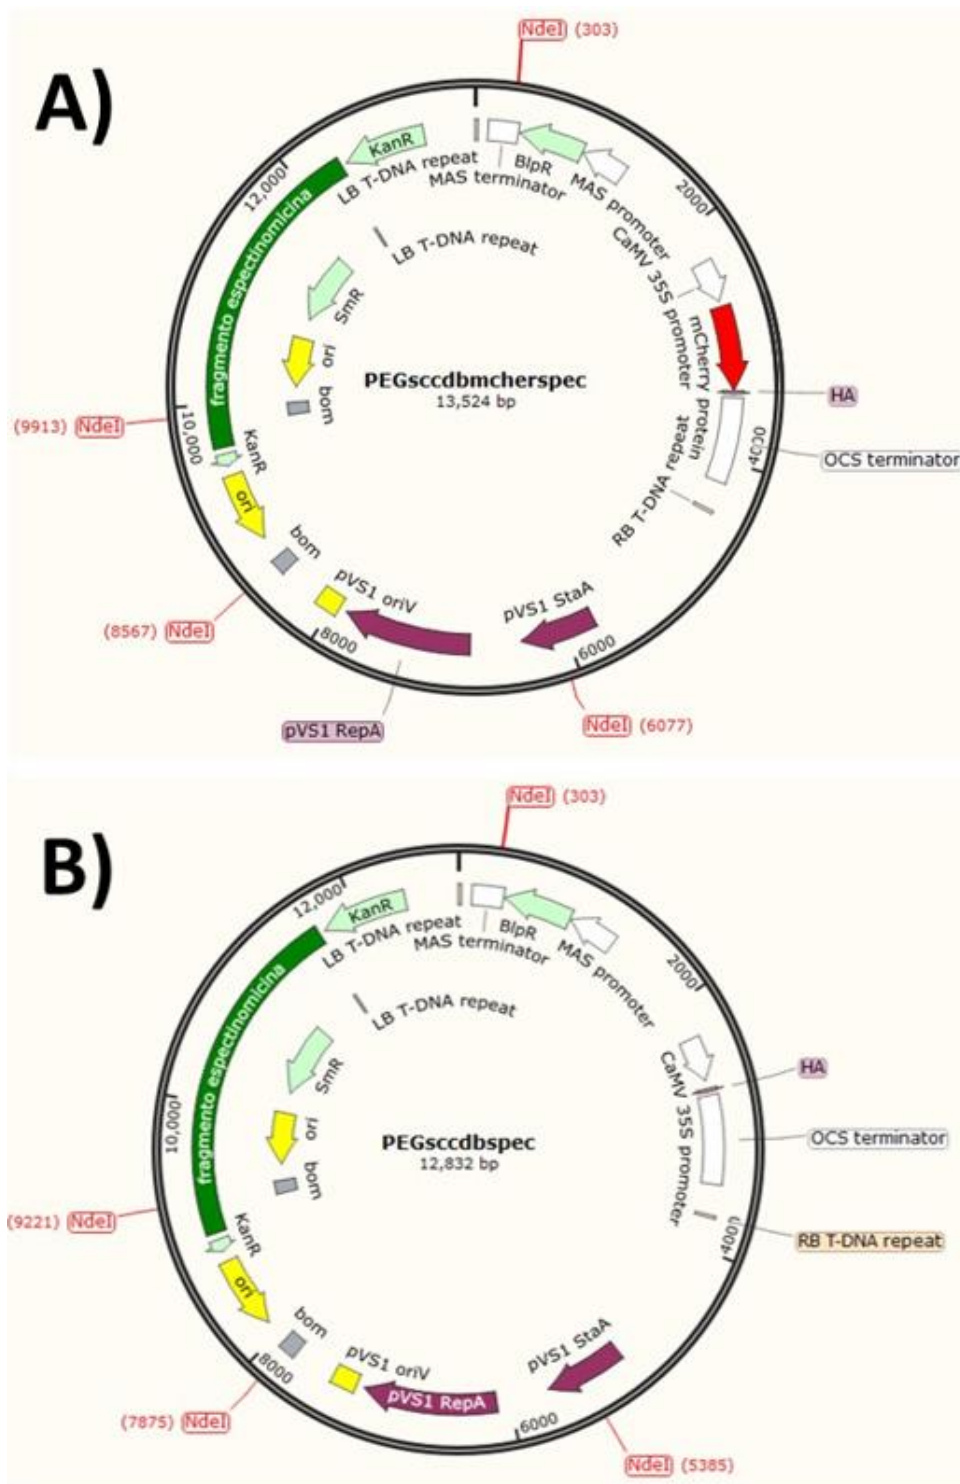 A)
NdeI (303)
KanR
LB T-DNA repeat
MAS terminator
BlpR
MAS promoter
2000
12,000
LB T-DNA repeat
CaMV 35S promoter
fragmento espectinomicina
SmR
mCherry protein
ori
bom
PEGsccdbmcherspec
13,524 bp
HA
(9913) NdeI
10,000
KanR
4000
OCS terminator
RB T-DNA repeat
ori
bom
pVS1 oriV
pVS1 StaA
(8567) NdeI
8000
6000
pVS1 RepA
NdeI (6077)
B)
NdeI (303)
12,000
KanR
LB T-DNA repeat
MAS terminator
BlpR
MAS promoter
2000
LB T-DNA repeat
fragmento espectinomicina
SmR
CaMV 35S promoter
HA
10,000
ori
bom
PEGsccdbspec
12,832 bp
OCS terminator
(9221) NdeI
KanR
4000
RB T-DNA repeat
ori
bom
pVS1 oriV
pVS1 StaA
8000
pVS1 RepA
(7875) NdeI
6000
NdeI (5385)